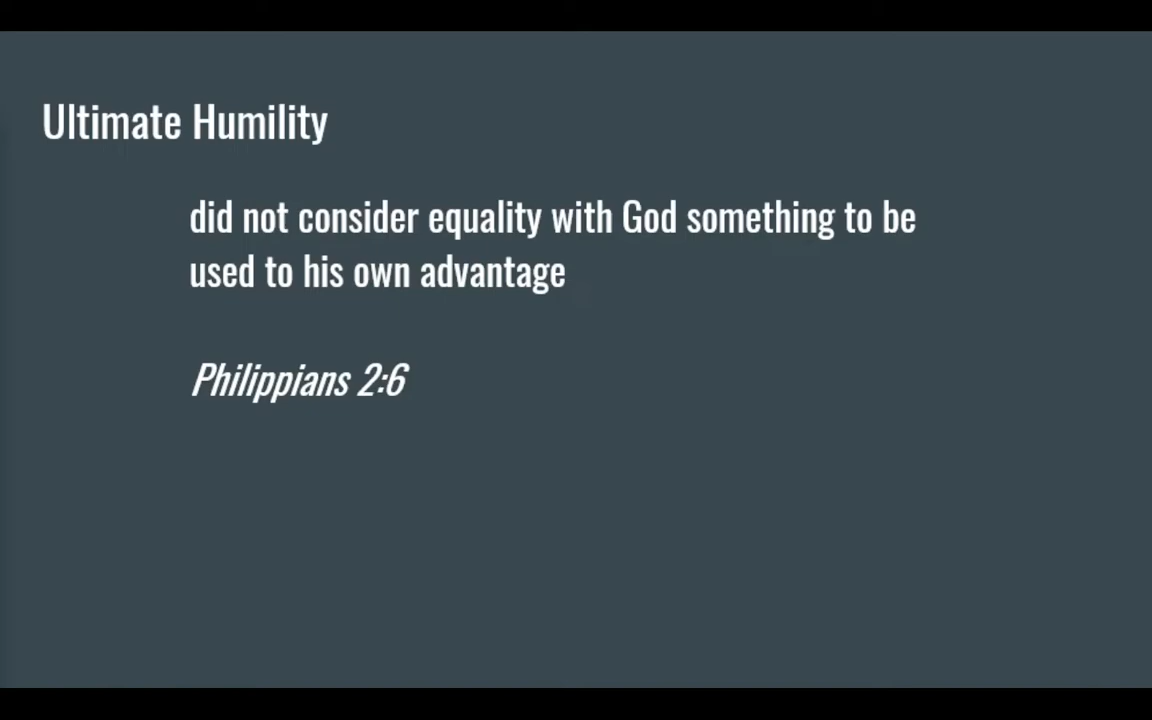 Ultimate Humility
did not consider equality with God something to be
used to his own advantage
Philippians 2:6